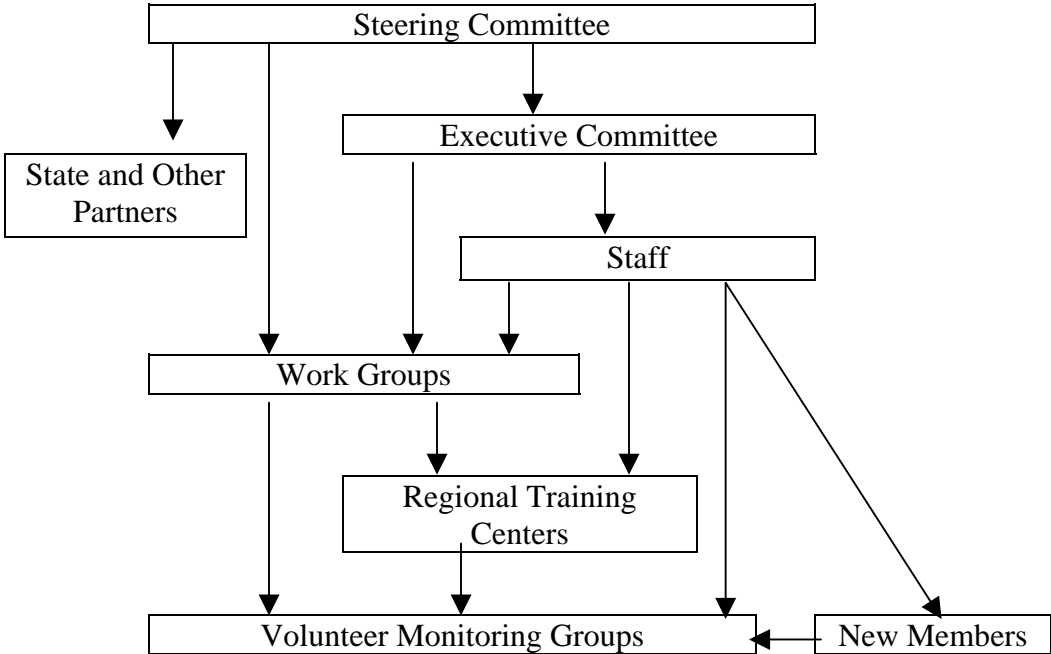 Steering Committee
Executive Committee
State and Other
Partners
Staff
Work Groups
Regional Training
Centers
Volunteer Monitoring Groups
New Members